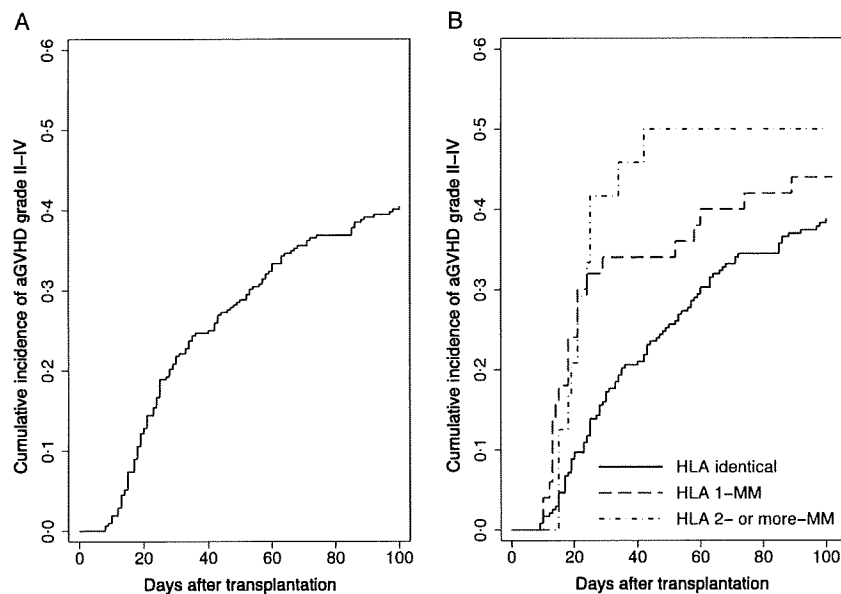 A
Cumulative incidence of aGVHD grade II–IV
0·6
0·5
0·4
0·3
0·2
0·1
0·0
0 20 40 60 80 100
Days after transplantation
B
Cumulative incidence of aGVHD grade II–IV
0·6
0·5
0·4
0·3
0·2
0·1
0·0
HLA identical
HLA 1–MM
HLA 2– or more–MM
0 20 40 60 80 100
Days after transplantation